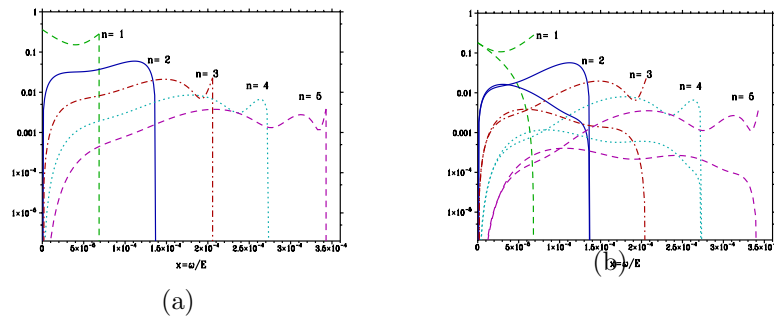 1
0.1
0.01
0.001
1×10⁻⁴
1×10⁻⁵
n= 1
n= 2
n= 3
n= 4
n= 5
0 5×10⁻⁵ 1×10⁻⁴ 1.5×10⁻⁴ 2×10⁻⁴ 2.5×10⁻⁴ 3×10⁻⁴ 3.5×10⁻⁴
x=ω/E
(a)
1
0.1
0.01
0.001
1×10⁻⁴
1×10⁻⁵
n= 1
n= 2
n= 3
n= 4
n= 5
0 5×10⁻⁵ 1×10⁻⁴ 1.5×10⁻⁴ 2×10⁻⁴ 2.5×10⁻⁴ 3×10⁻⁴ 3.5×10⁻⁴
x=ω/E
(b)